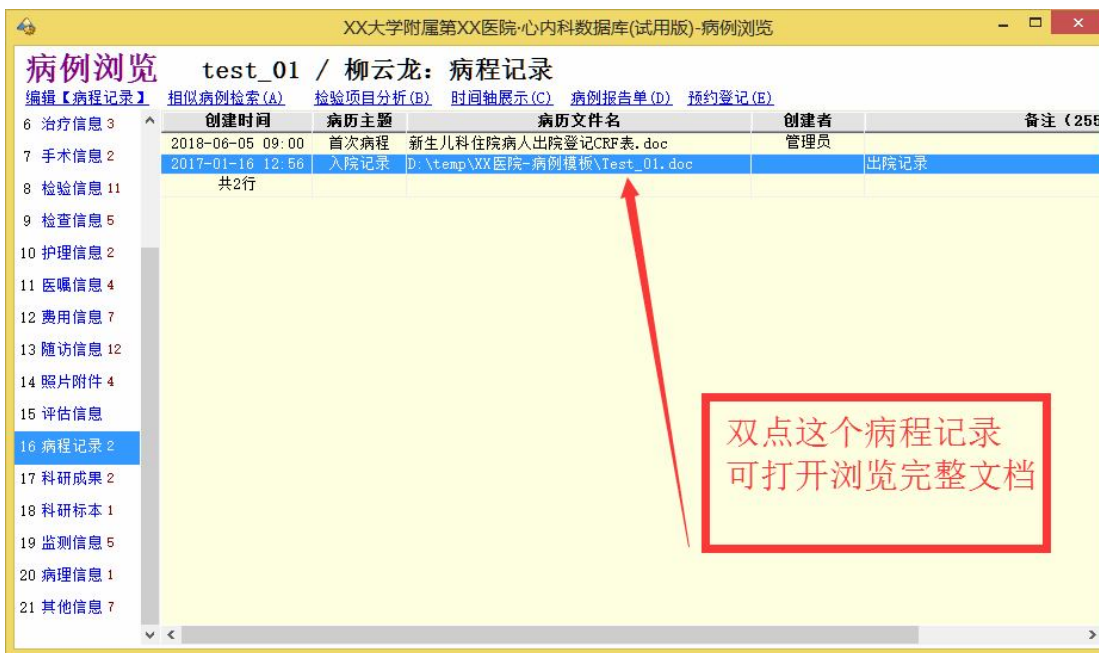 XX大学附属第XX医院·心内科数据库(试用版)-病例浏览
病例浏览 test_01 / 柳云龙：病程记录
编辑【病程记录】 相似病例检索(A) 检验项目分析(B) 时间轴展示(C) 病例报告单(D) 预约登记(E)
创建时间 病历主题 病历文件名 创建者 备注（255
2018-06-05 09:00 首次病程 新生儿科住院病人出院登记CRF表.doc 管理员
2017-01-16 12:56 入院记录 D:\temp\XX医院-病例模板\Test_01.doc 出院记录
共2行
6 治疗信息 3
7 手术信息 2
8 检验信息 11
9 检查信息 5
10 护理信息 2
11 医嘱信息 4
12 费用信息 7
13 随访信息 12
14 照片附件 4
15 评估信息
16 病程记录 2
17 科研成果 2
18 科研标本 1
19 监测信息 5
20 病理信息 1
21 其他信息 7
双点这个病程记录
可打开浏览完整文档